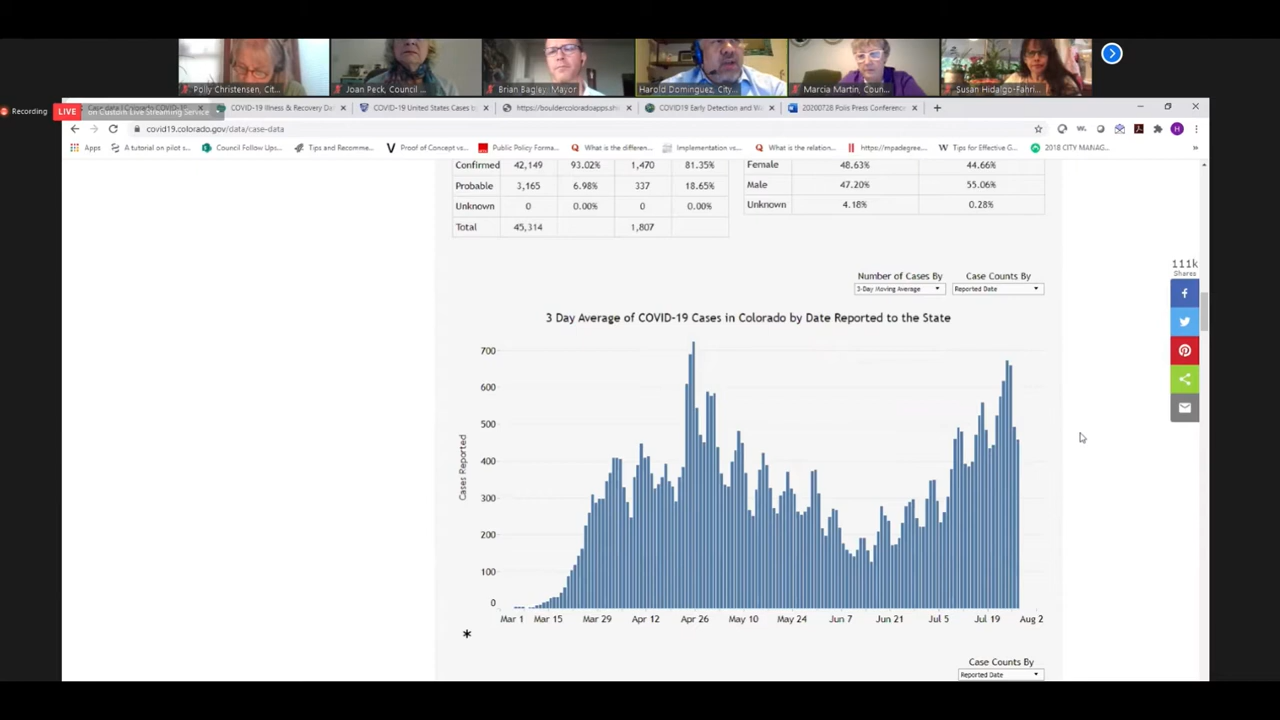 Polly Christensen, Cit...
Joan Peck, Council ...
Brian Bagley, Mayor
Harold Dominguez, City...
Marcia Martin, Coun...
Susan Hidalgo-Fahri...
Recording
LIVE
on Custom Live Streaming Service
COVID-19 Illness & Recovery Da
COVID-19 United States Cases b
https://bouldercoloradoapps.sh
COVID19 Early Detection and W
20200728 Polis Press Conference
covid19.colorado.gov/data/case-data
Apps
A tutorial on pilot s...
Council Follow Ups...
Tips and Recomme...
Proof of Concept vs...
Public Policy Forma...
What is the differen...
Implementation vs...
What is the relation...
https://mpadegree...
Tips for Effective G...
2018 CITY MANAG...
Confirmed 42,149 93.02% 1,470 81.35%
Probable 3,165 6.98% 337 18.65%
Unknown 0 0.00% 0 0.00%
Total 45,314 1,807
Female 48.63% 44.66%
Male 47.20% 55.06%
Unknown 4.18% 0.28%
111k
Shares
Number of Cases By
3-Day Moving Average
Case Counts By
Reported Date
3 Day Average of COVID-19 Cases in Colorado by Date Reported to the State
Cases Reported
700
600
500
400
300
200
100
0
Mar 1 Mar 15 Mar 29 Apr 12 Apr 26 May 10 May 24 Jun 7 Jun 21 Jul 5 Jul 19 Aug 2
*
Case Counts By
Reported Date